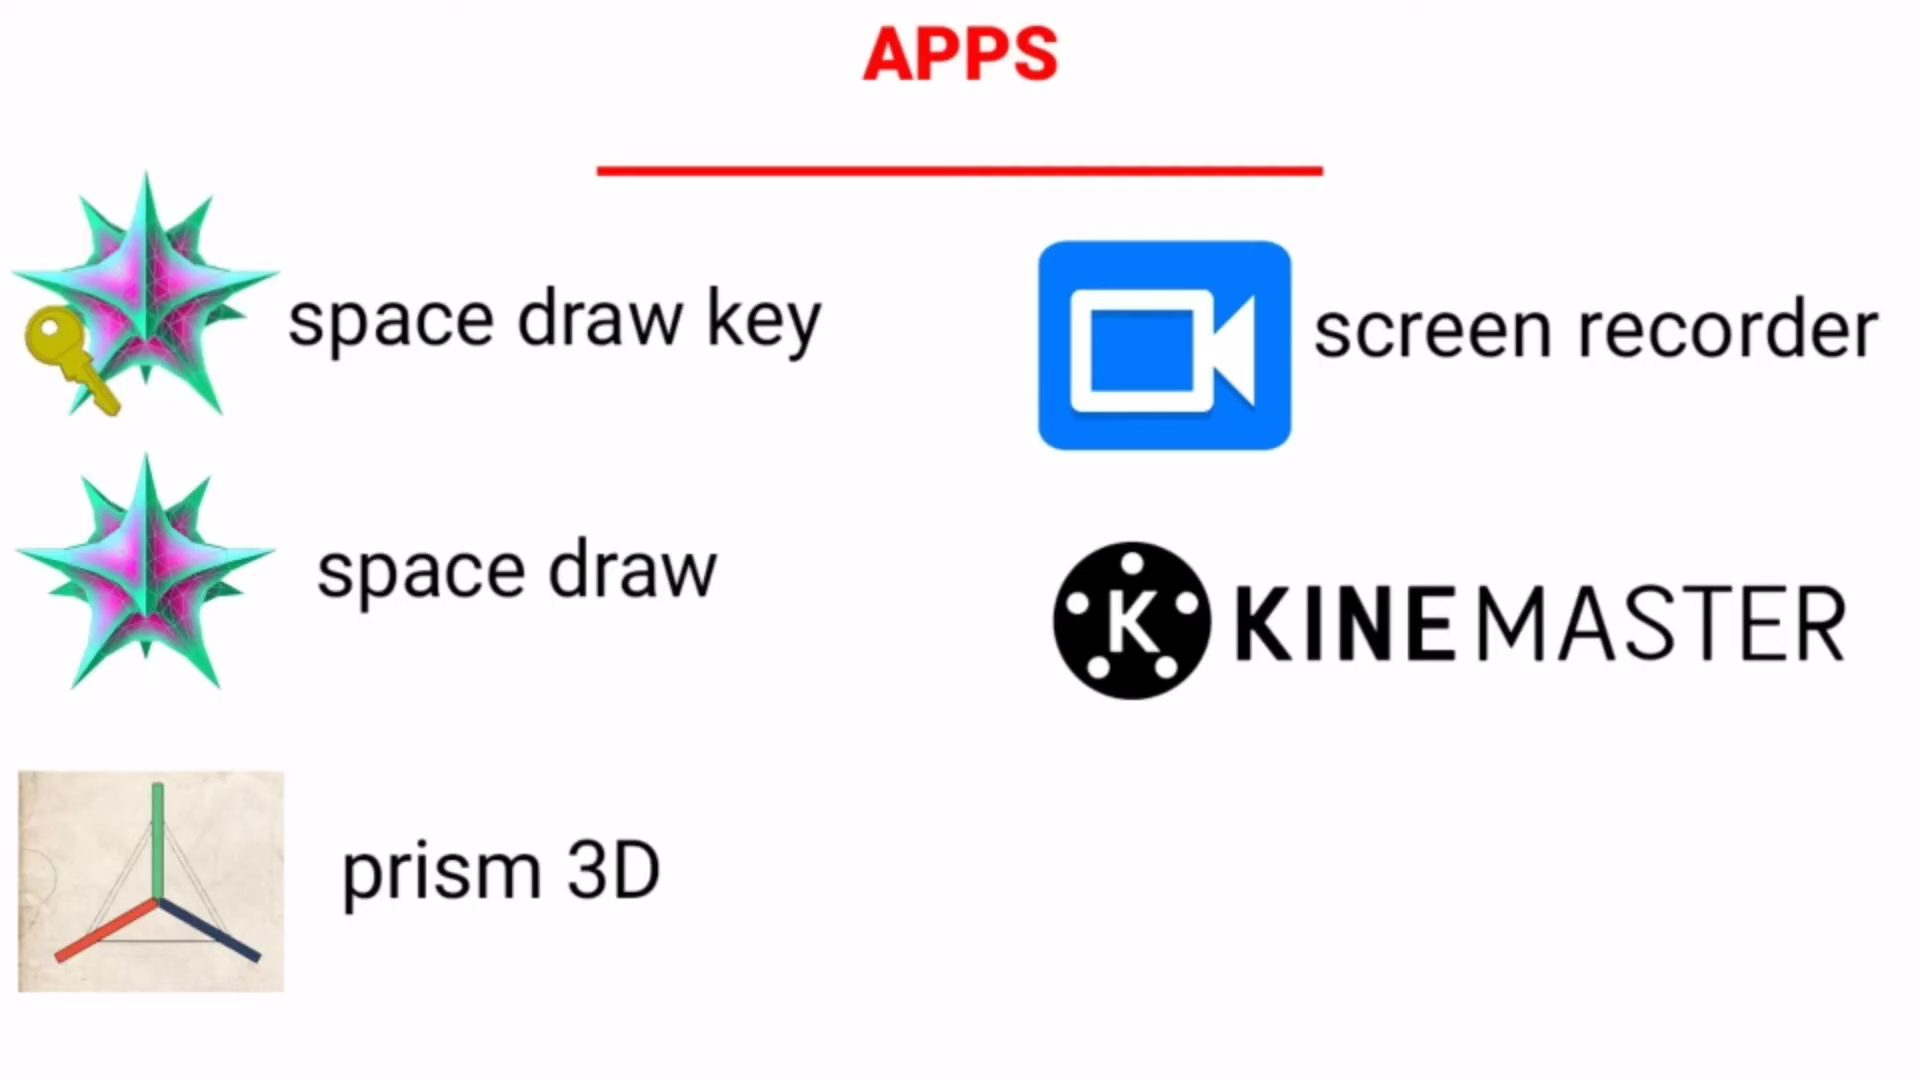 APPS
space draw key
space draw
prism 3D
screen recorder
K KINEMASTER